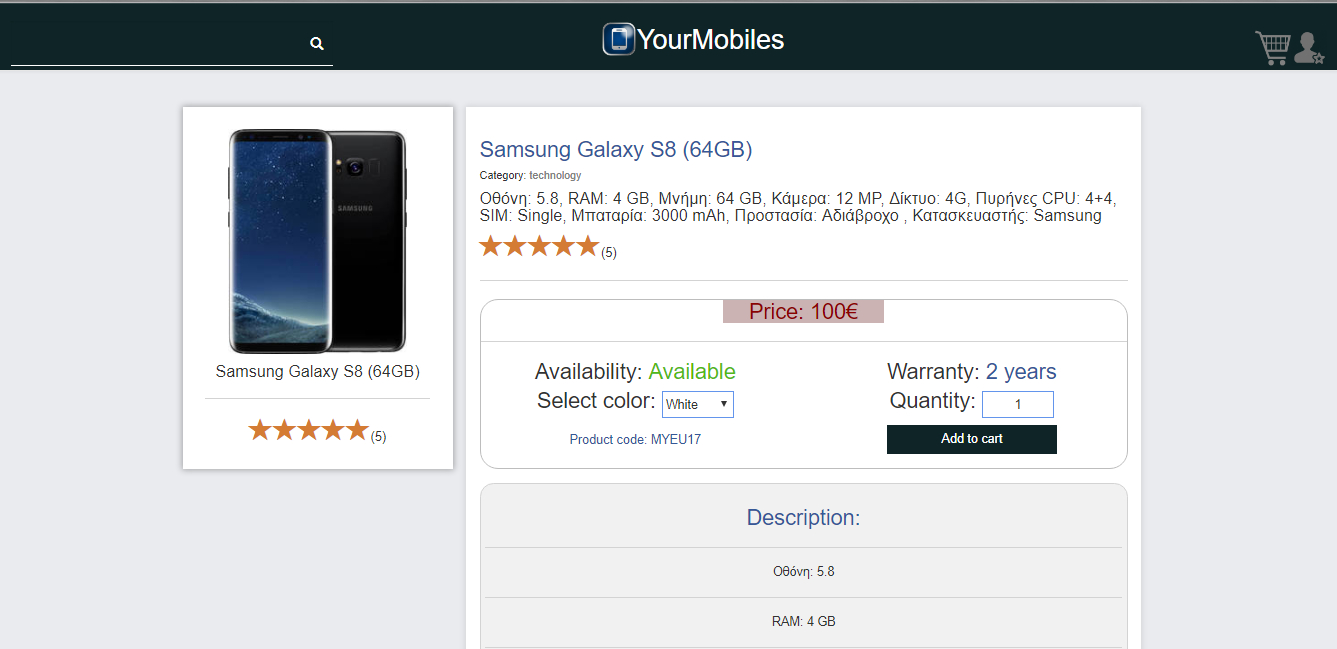 YourMobiles
SAMSUNG
Samsung Galaxy S8 (64GB)
(5)
Samsung Galaxy S8 (64GB)
Category: technology
Οθόνη: 5.8, RAM: 4 GB, Μνήμη: 64 GB, Κάμερα: 12 MP, Δίκτυο: 4G, Πυρήνες CPU: 4+4,
SIM: Single, Μπαταρία: 3000 mAh, Προστασία: Αδιάβροχο , Κατασκευαστής: Samsung
(5)
Price: 100€
Availability: Available
Select color: White
Product code: MYEU17
Warranty: 2 years
Quantity: 1
Add to cart
Description:
Οθόνη: 5.8
RAM: 4 GB